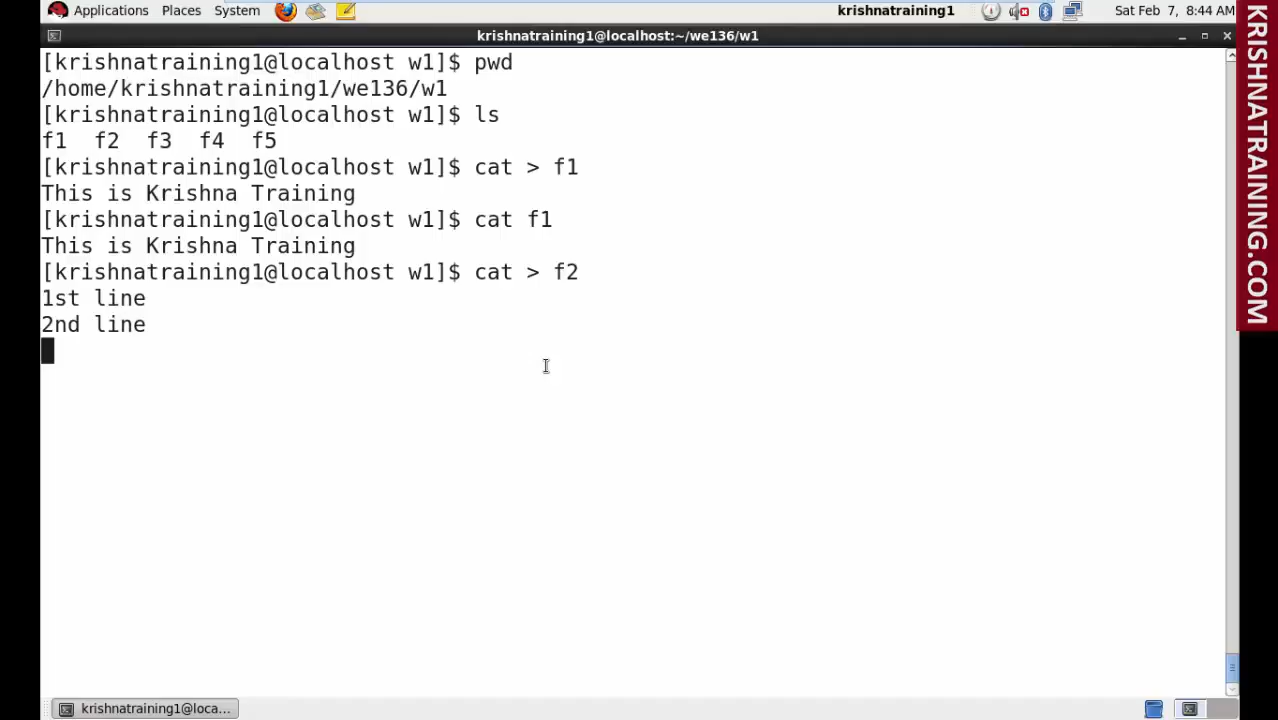 Applications Places System krishnatraining1 Sat Feb 7, 8:44 AM
krishnatraining1@localhost:~/we136/w1
[krishnatraining1@localhost w1]$ pwd
/home/krishnatraining1/we136/w1
[krishnatraining1@localhost w1]$ ls
f1  f2  f3  f4  f5
[krishnatraining1@localhost w1]$ cat > f1
This is Krishna Training
[krishnatraining1@localhost w1]$ cat f1
This is Krishna Training
[krishnatraining1@localhost w1]$ cat > f2
1st line
2nd line
krishnatraining1@loca...
KRISHNATRAINING.COM